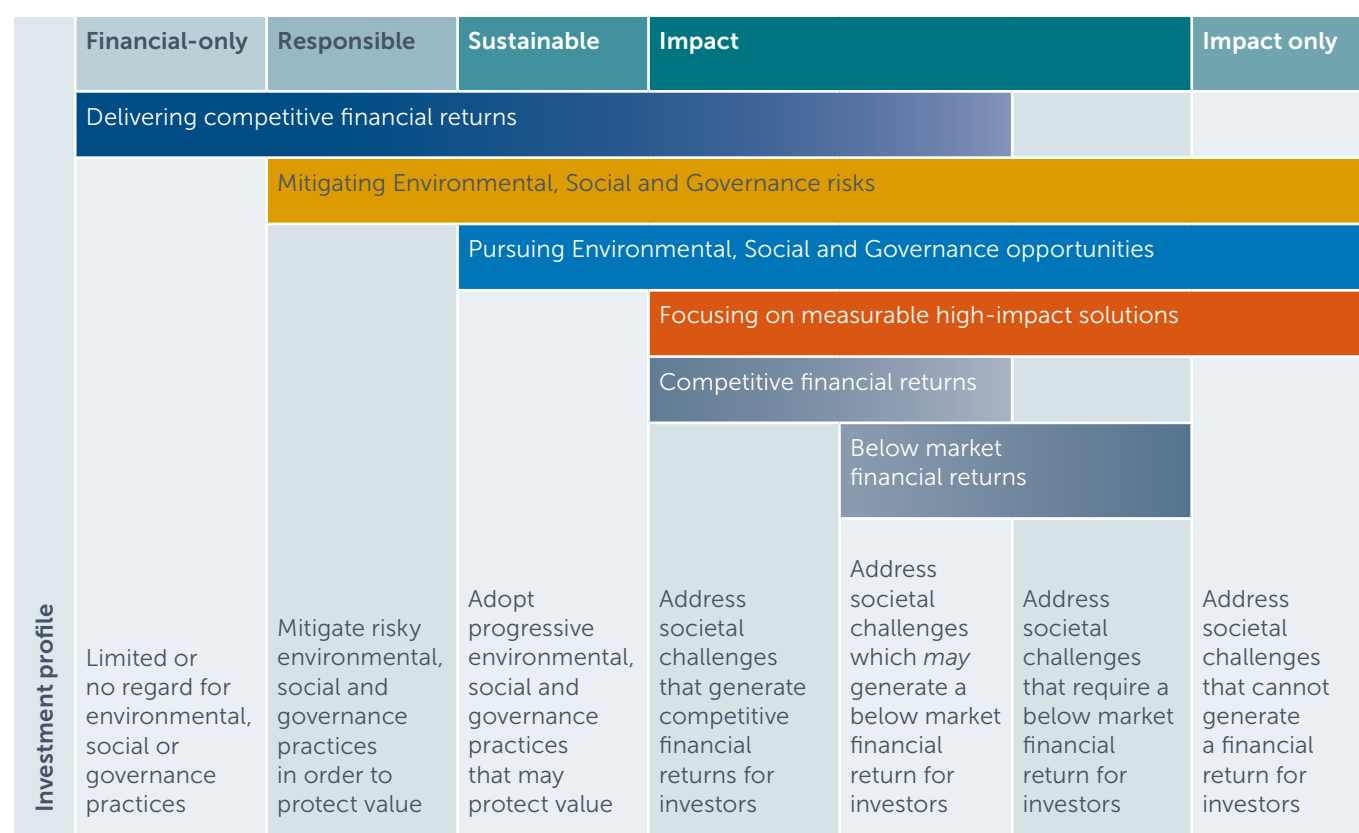 Financial-only
Responsible
Sustainable
Impact
Impact only
Delivering competitive financial returns
Mitigating Environmental, Social and Governance risks
Pursuing Environmental, Social and Governance opportunities
Focusing on measurable high-impact solutions
Competitive financial returns
Below market
financial returns
Investment profile
Limited or
no regard for
environmental,
social or
governance
practices
Mitigate risky
environmental,
social and
governance
practices
in order to
protect value
Adopt
progressive
environmental,
social and
governance
practices
that may
protect value
Address
societal
challenges
that generate
competitive
financial
returns for
investors
Address
societal
challenges
which may
generate a
below market
financial
return for
investors
Address
societal
challenges
that require a
below market
financial
return for
investors
Address
societal
challenges
that cannot
generate
a financial
return for
investors